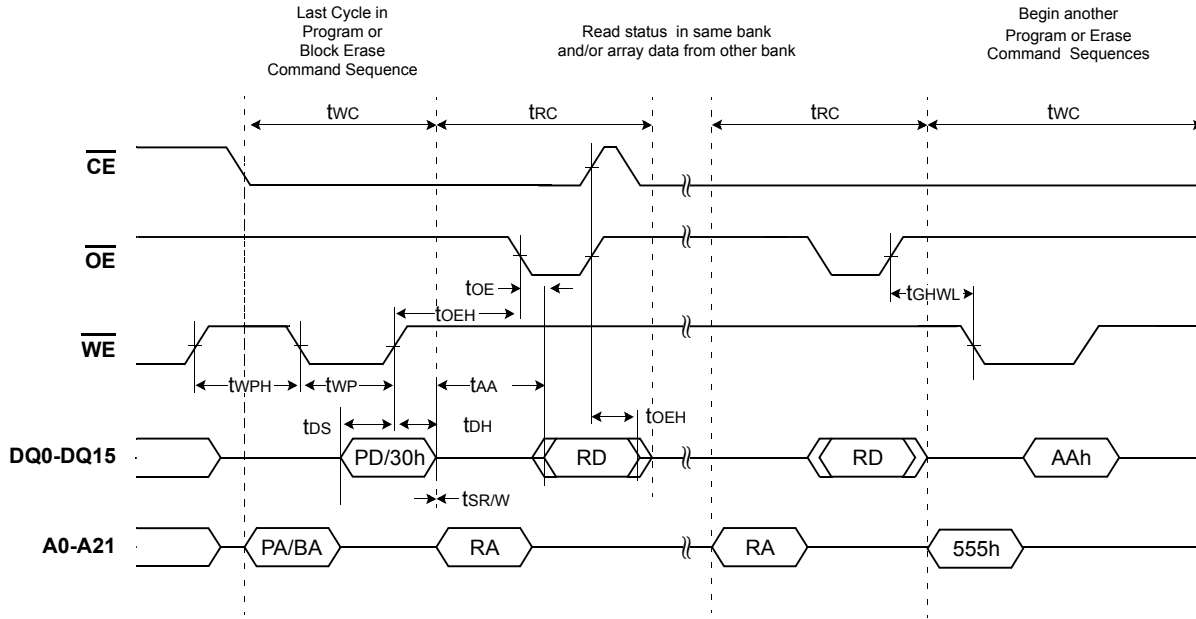 Last Cycle in
Program or
Block Erase
Command Sequence
Read status in same bank
and/or array data from other bank
Begin another
Program or Erase
Command Sequences
tWC
tRC
tRC
tWC
CE
OE
tOE
tOEH
tGHWL
WE
tWPH
tWP
tAA
tOEH
tDS
tDH
DQ0-DQ15
PD/30h
RD
RD
AAh
tSR/W
A0-A21
PA/BA
RA
RA
555h